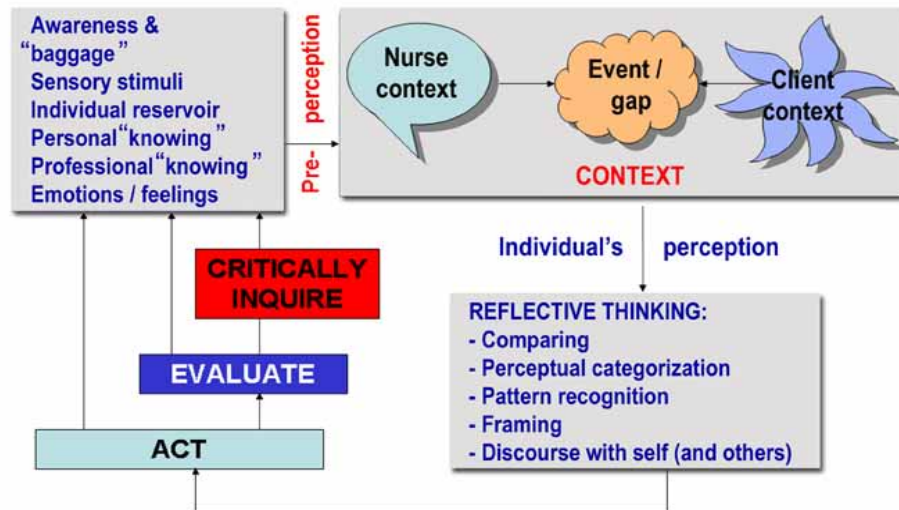 Awareness &
“baggage”
Sensory stimuli
Individual reservoir
Personal “knowing”
Professional “knowing”
Emotions / feelings
Pre- perception
Nurse
context
Event /
gap
Client
context
CONTEXT
Individual’s perception
REFLECTIVE THINKING:
- Comparing
- Perceptual categorization
- Pattern recognition
- Framing
- Discourse with self (and others)
CRITICALLY
INQUIRE
EVALUATE
ACT